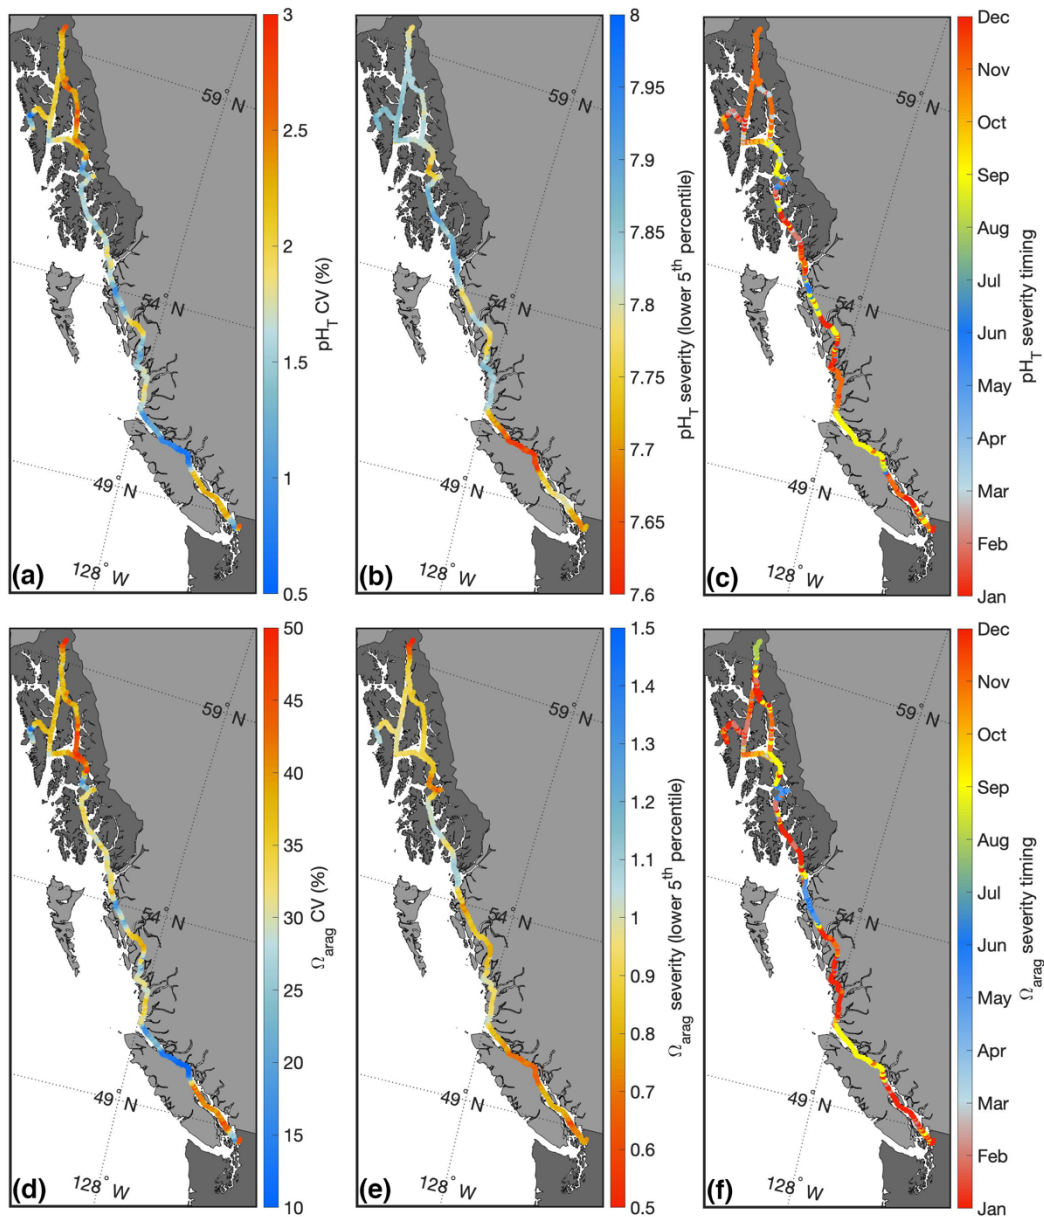 3
2.5
2
1.5
1
0.5
pH_T CV (%)
59° N
54° N
49° N
128° W
(a)
8
7.95
7.9
7.85
7.8
7.75
7.7
7.65
7.6
pH_T severity (lower 5th percentile)
59° N
54° N
49° N
128° W
(b)
Dec
Nov
Oct
Sep
Aug
Jul
Jun
May
Apr
Mar
Feb
Jan
pH_T severity timing
59° N
54° N
49° N
128° W
(c)
50
45
40
35
30
25
20
15
10
Ω_arag CV (%)
59° N
54° N
49° N
128° W
(d)
1.5
1.4
1.3
1.2
1.1
1
0.9
0.8
0.7
0.6
0.5
Ω_arag severity (lower 5th percentile)
59° N
54° N
49° N
128° W
(e)
Dec
Nov
Oct
Sep
Aug
Jul
Jun
May
Apr
Mar
Feb
Jan
Ω_arag severity timing
59° N
54° N
49° N
128° W
(f)